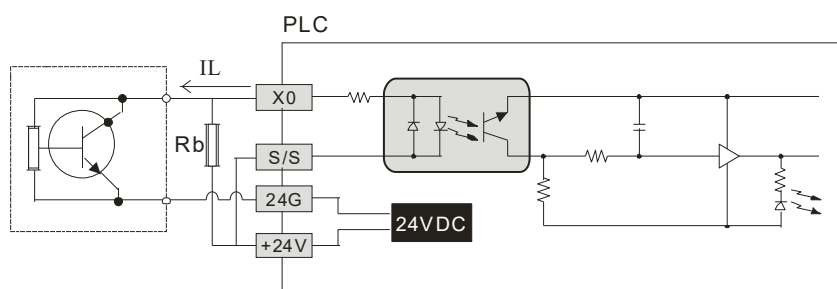 PLC
IL
X0
Rb
S/S
24G
24VDC
+24V